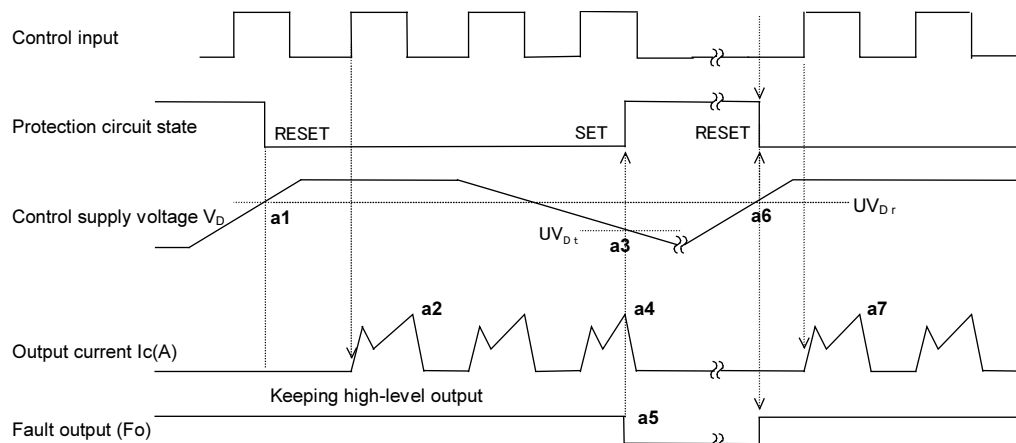 Control input
Protection circuit state
RESET
SET
RESET
Control supply voltage VD
a1
UVDt
a3
a6
UVDr
Output current Ic(A)
a2
a4
a7
Keeping high-level output
Fault output (Fo)
a5